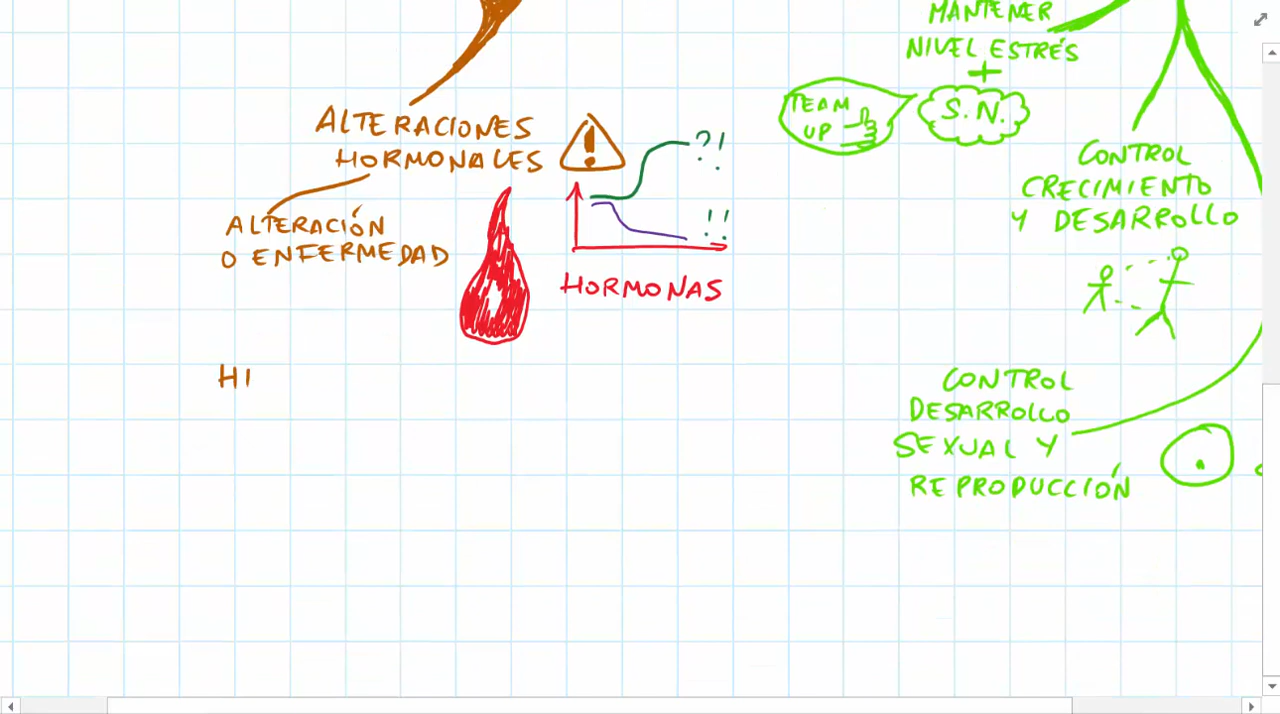 ALTERACIONES
HORMONALES
!
ALTERACIÓN
O ENFERMEDAD
?!
!!
HORMONAS
HI
MANTENER
NIVEL ESTRÉS
+
S.N.
TEAM
UP
CONTROL
CRECIMIENTO
Y DESARROLLO
CONTROL
DESARROLLO
SEXUAL Y
REPRODUCCIÓN